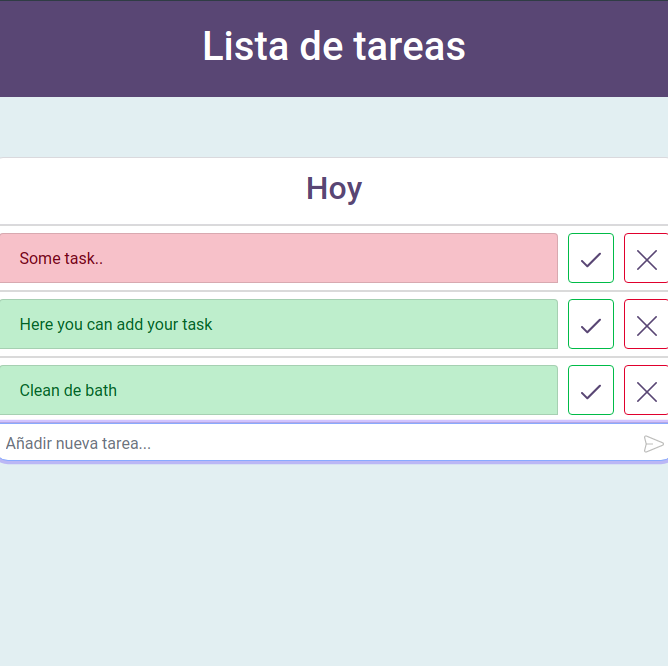 Lista de tareas
Hoy
Some task..
Here you can add your task
Clean de bath
Añadir nueva tarea...